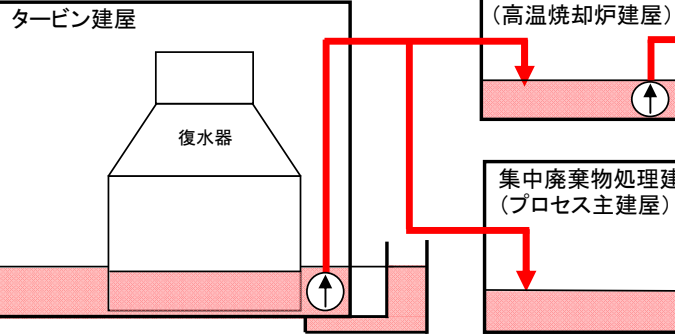 タービン建屋
(高温焼却炉建屋)
復水器
集中廃棄物処理建
(プロセス主建屋)